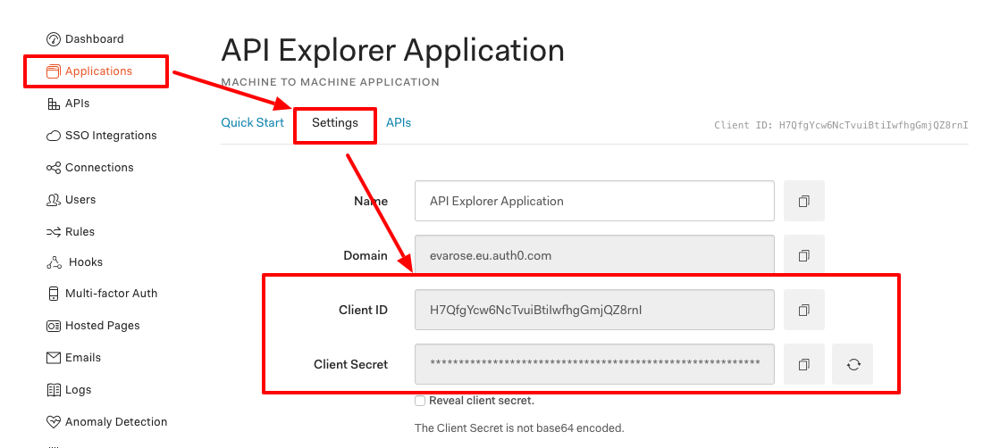 Dashboard
Applications
APIs
SSO Integrations
Connections
Users
Rules
Hooks
Multi-factor Auth
Hosted Pages
Emails
Logs
Anomaly Detection
API Explorer Application
MACHINE TO MACHINE APPLICATION
Quick Start Settings APIs
Client ID: H7QfgYcw6NcTvuiBtiIwfhgGmjQZ8rnI
Name API Explorer Application
Domain evarose.eu.auth0.com
Client ID H7QfgYcw6NcTvuiBtiIwfhgGmjQZ8rnI
Client Secret ****************************************************************
Reveal client secret.
The Client Secret is not base64 encoded.